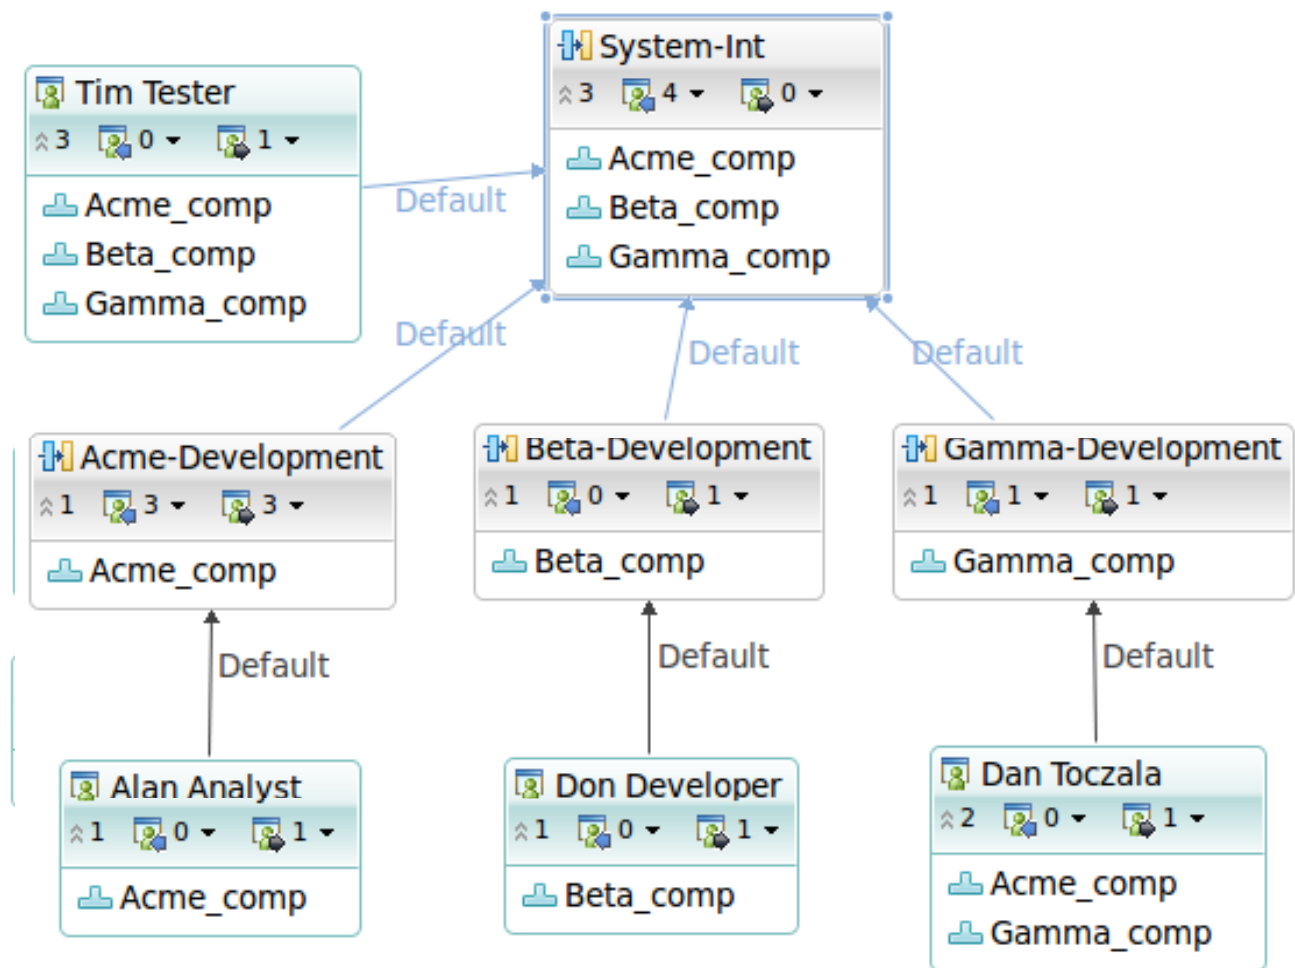 System-Int
3 4 0
Acme_comp
Beta_comp
Gamma_comp
Tim Tester
3 0 1
Acme_comp
Beta_comp
Gamma_comp
Default
Default
Default
Default
Acme-Development
1 3 3
Acme_comp
Beta-Development
1 0 1
Beta_comp
Gamma-Development
1 1 1
Gamma_comp
Default
Default
Default
Alan Analyst
1 0 1
Acme_comp
Don Developer
1 0 1
Beta_comp
Dan Toczala
2 0 1
Acme_comp
Gamma_comp